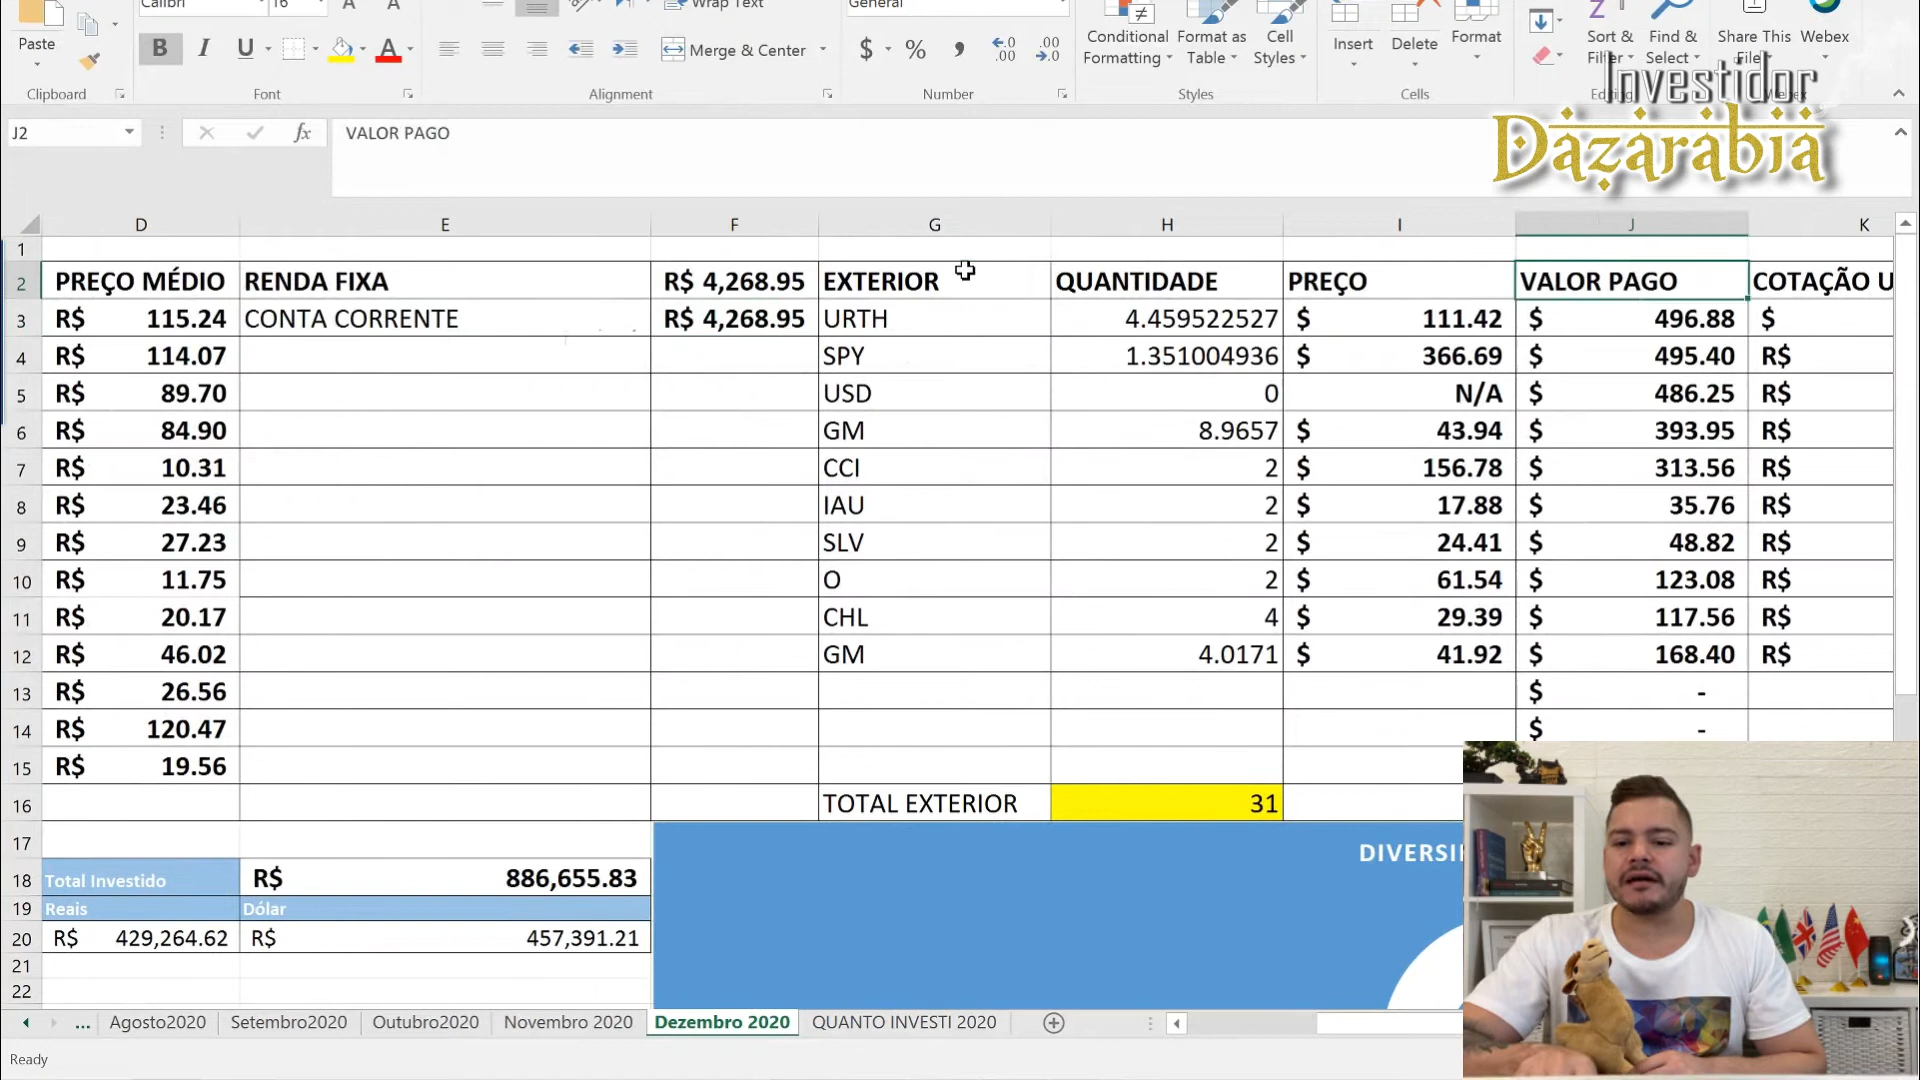 Calibri 16 A A Wrap Text General
Paste B I U A Merge & Center $ % , Conditional Formatting Format as Table Cell Styles Insert Delete Format Sort & Filter Find & Select Share This File Webex
Clipboard Font Alignment Number Styles Cells
Investidor
Dazarabia
J2 fx VALOR PAGO
D E F G H I J K
1
2 PREÇO MÉDIO RENDA FIXA R$ 4,268.95 EXTERIOR QUANTIDADE PREÇO VALOR PAGO COTAÇÃO U
3 R$ 115.24 CONTA CORRENTE R$ 4,268.95 URTH 4.459522527 $ 111.42 $ 496.88 $
4 R$ 114.07 SPY 1.351004936 $ 366.69 $ 495.40 R$
5 R$ 89.70 USD 0 N/A $ 486.25 R$
6 R$ 84.90 GM 8.9657 $ 43.94 $ 393.95 R$
7 R$ 10.31 CCI 2 $ 156.78 $ 313.56 R$
8 R$ 23.46 IAU 2 $ 17.88 $ 35.76 R$
9 R$ 27.23 SLV 2 $ 24.41 $ 48.82 R$
10 R$ 11.75 O 2 $ 61.54 $ 123.08 R$
11 R$ 20.17 CHL 4 $ 29.39 $ 117.56 R$
12 R$ 46.02 GM 4.0171 $ 41.92 $ 168.40 R$
13 R$ 26.56 $ -
14 R$ 120.47 $ -
15 R$ 19.56
16 TOTAL EXTERIOR 31
17 DIVERSI
18 Total Investido R$ 886,655.83
19 Reais Dólar
20 R$ 429,264.62 R$ 457,391.21
21
22
... Agosto2020 Setembro2020 Outubro2020 Novembro 2020 Dezembro 2020 QUANTO INVESTI 2020
Ready